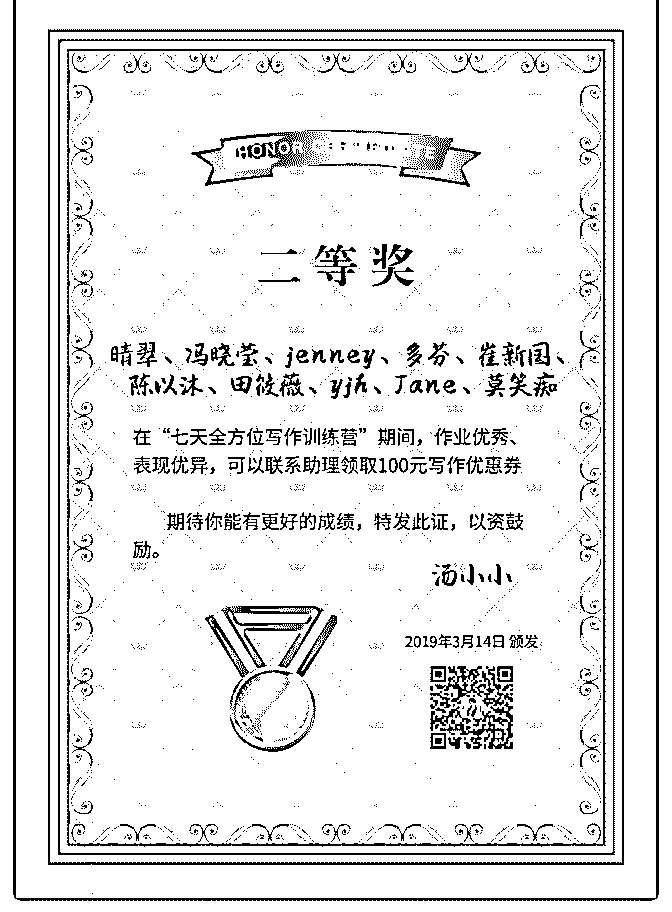 HONOR
二等奖
晴翠、冯晓莹、jenney、多芬、崔新国、
陈以沐、田筱薇、yjh、Jane、莫笑痴
在“七天全方位写作训练营”期间，作业优秀、
表现优异，可以联系助理领取100元写作优惠券
期待你能有更好的成绩，特发此证，以资鼓
励。
汤小小
2019年3月14日 颁发